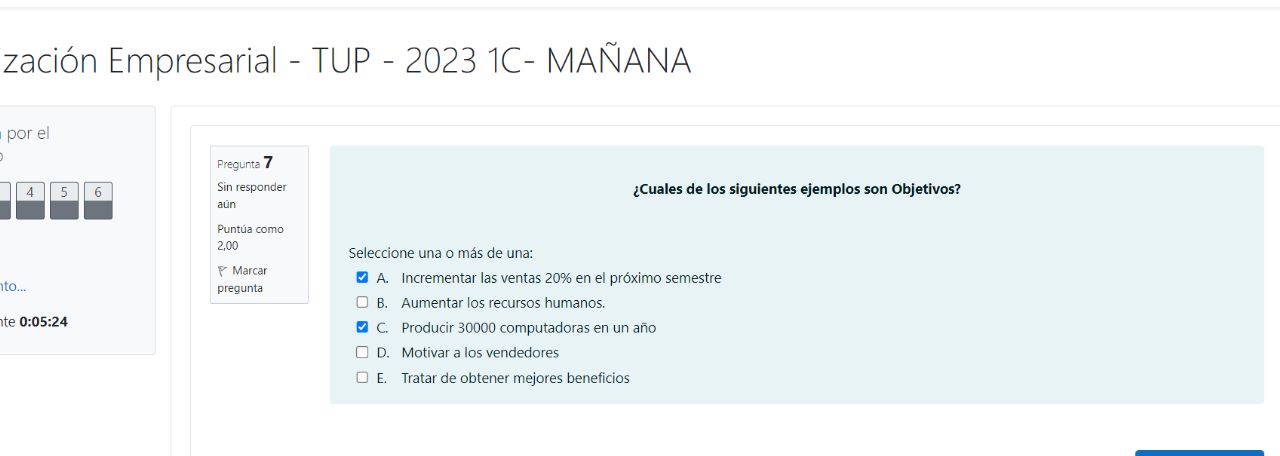 ización Empresarial - TUP - 2023 1C- MAÑANA
por el
4 5 6
nto...
nte 0:05:24
Pregunta 7
Sin responder
aún
Puntúa como
2,00
Marcar
pregunta
¿Cuales de los siguientes ejemplos son Objetivos?
Seleccione una o más de una:
A. Incrementar las ventas 20% en el próximo semestre
B. Aumentar los recursos humanos.
C. Producir 30000 computadoras en un año
D. Motivar a los vendedores
E. Tratar de obtener mejores beneficios